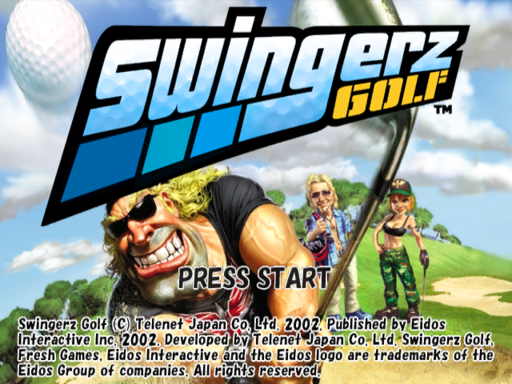 Swingerz
GOLF™
PRESS START
Swingerz Golf (C) Telenet Japan Co. Ltd. 2002. Published by Eidos
Interactive Inc, 2002. Developed by Telenet Japan Co. Ltd. Swingerz Golf,
Fresh Games, Eidos Interactive and the Eidos logo are trademarks of the
Eidos Group of companies. All rights reserved.